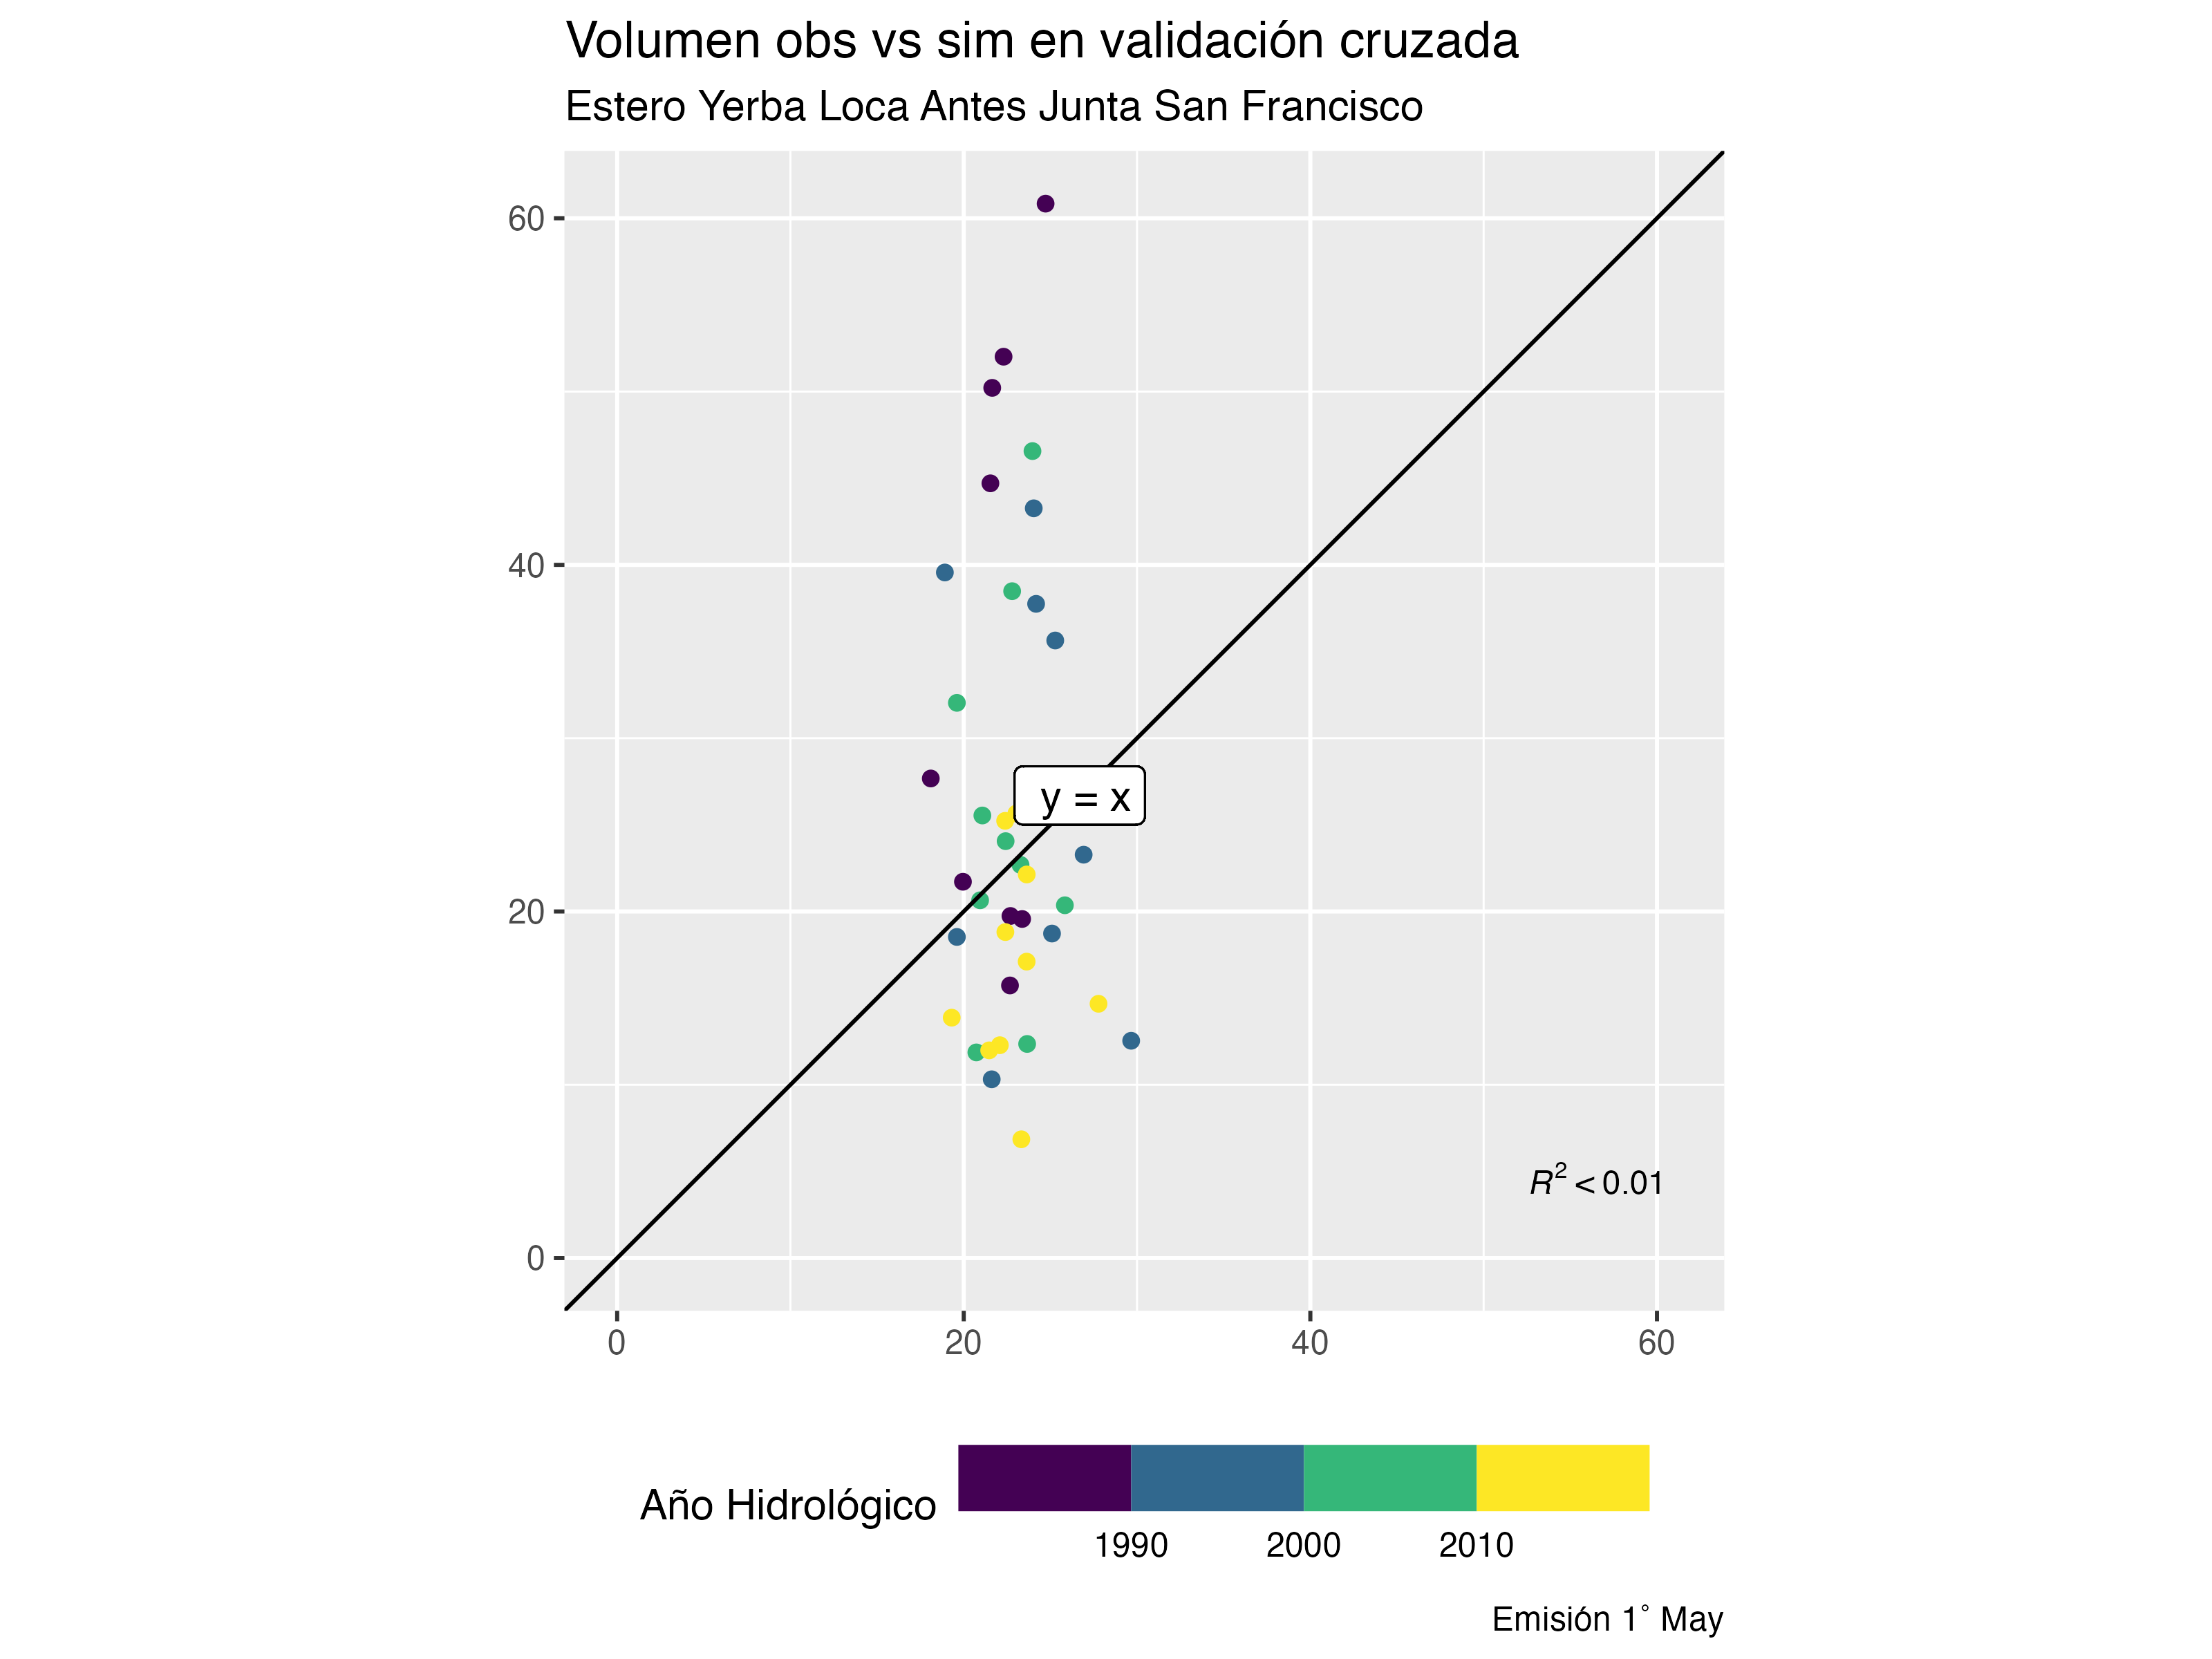 Volumen obs vs sim en validación cruzada
Estero Yerba Loca Antes Junta San Francisco
60
40
20
0
y = x
R² < 0.01
0 20 40 60
Año Hidrológico
1990 2000 2010
Emisión 1° May